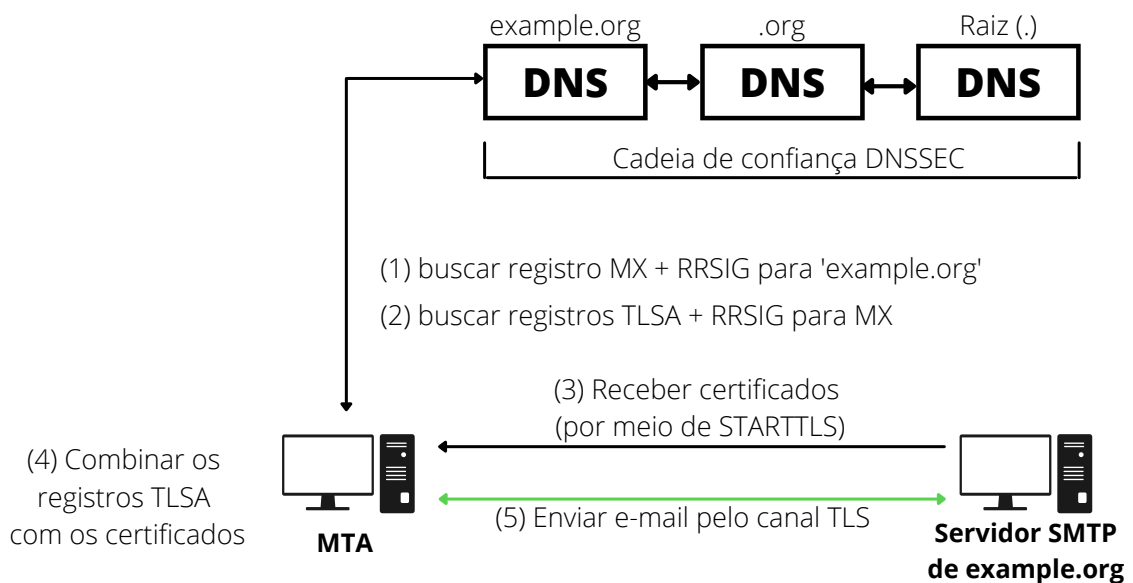 example.org
.org
Raiz (.)
DNS
DNS
DNS
Cadeia de confiança DNSSEC
(1) buscar registro MX + RRSIG para 'example.org'
(2) buscar registros TLSA + RRSIG para MX
(3) Receber certificados
(por meio de STARTTLS)
(4) Combinar os
registros TLSA
com os certificados
MTA
(5) Enviar e-mail pelo canal TLS
Servidor SMTP
de example.org